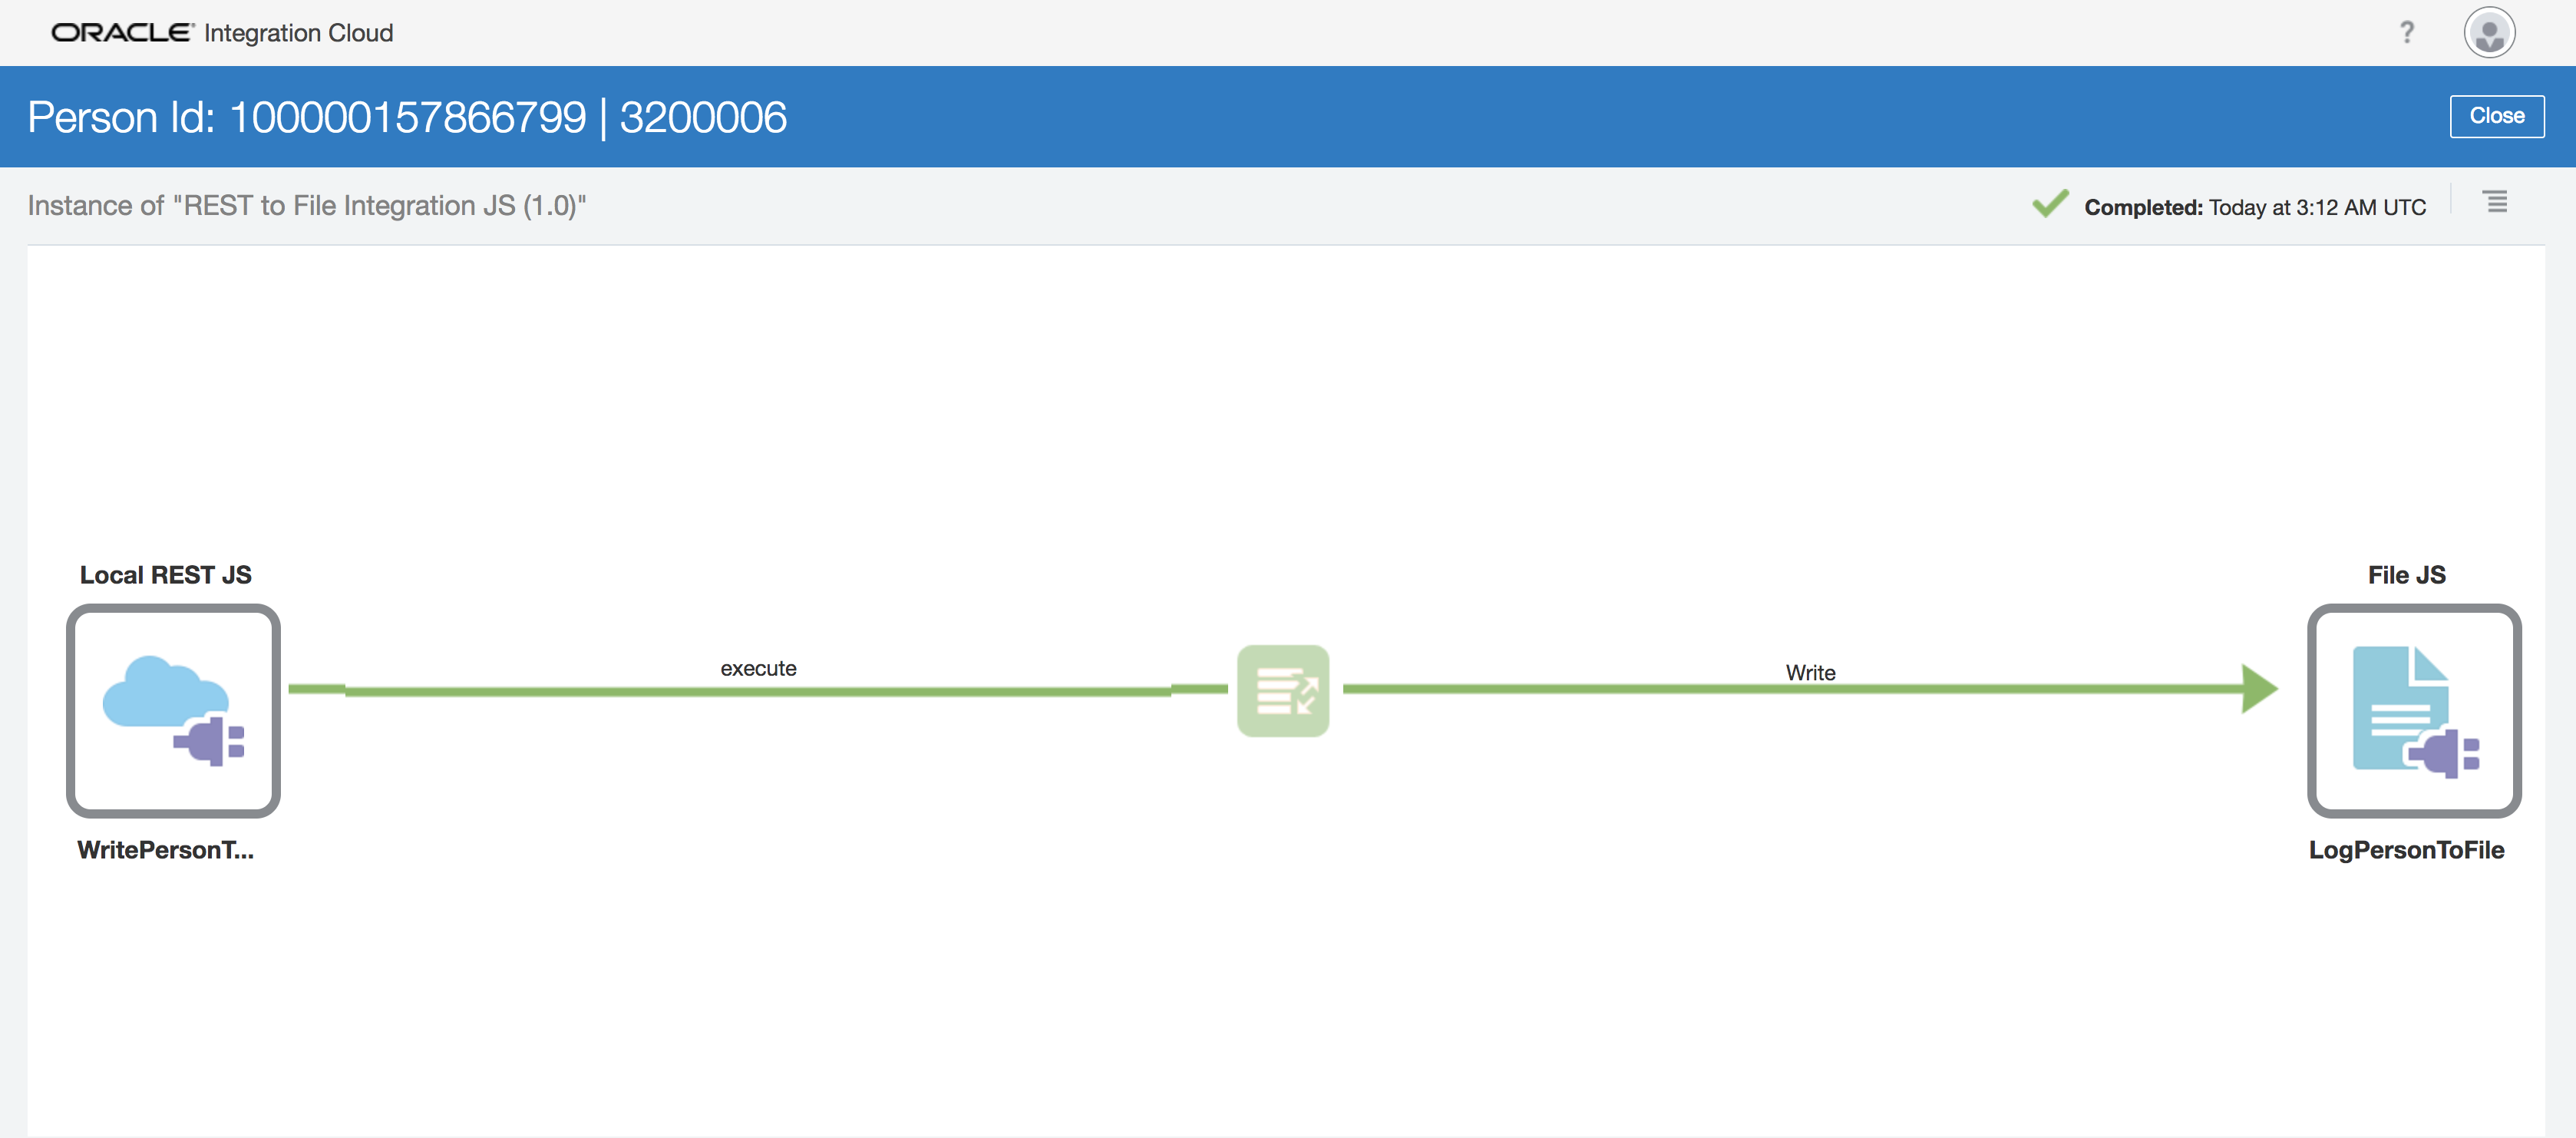 ORACLE® Integration Cloud
?
Person Id: 100000157866799 | 3200006
Close
Instance of "REST to File Integration JS (1.0)"
Completed: Today at 3:12 AM UTC
Local REST JS
File JS
execute
Write
WritePersonT...
LogPersonToFile